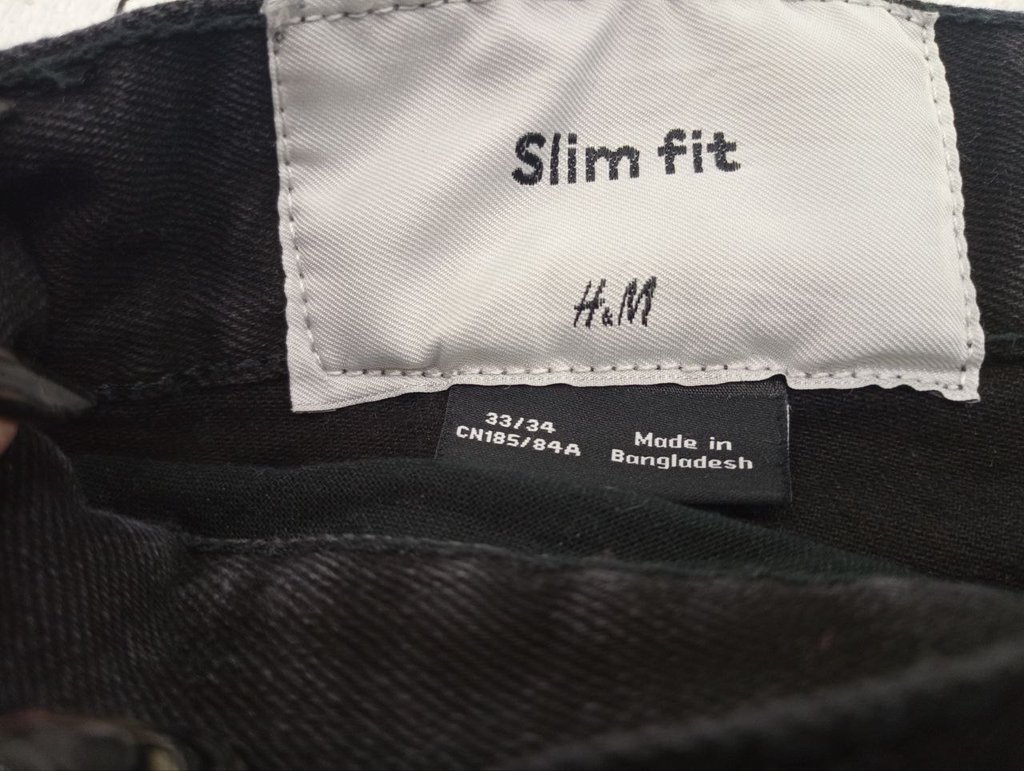 Slim fit
H&M
33/34
CN185/84A
Made in
Bangladesh